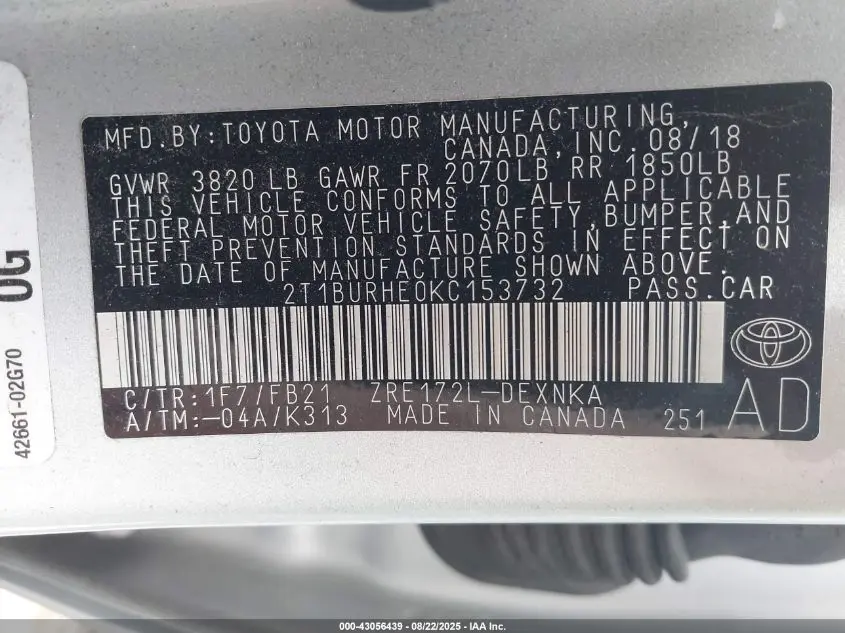 MFD.BY:TOYOTA MOTOR MANUFACTURING,
CANADA,INC.08/18
GVWR 3820 LB GAWR FR 2070LB RR 1850LB
THIS VEHICLE CONFORMS TO ALL APPLICABLE
FEDERAL MOTOR VEHICLE SAFETY,BUMPER,AND
THEFT PREVENTION STANDARDS IN EFFECT ON
THE DATE OF MANUFACTURE SHOWN ABOVE.
2T1BURHE0KC153732 PASS.CAR
C/TR:1F7/FB21 ZRE172L-DEXNKA
A/TM:-04A/K313 MADE IN CANADA 251
AD
0G
42661-02G70
000-43056439 - 08/22/2025 - IAA Inc.